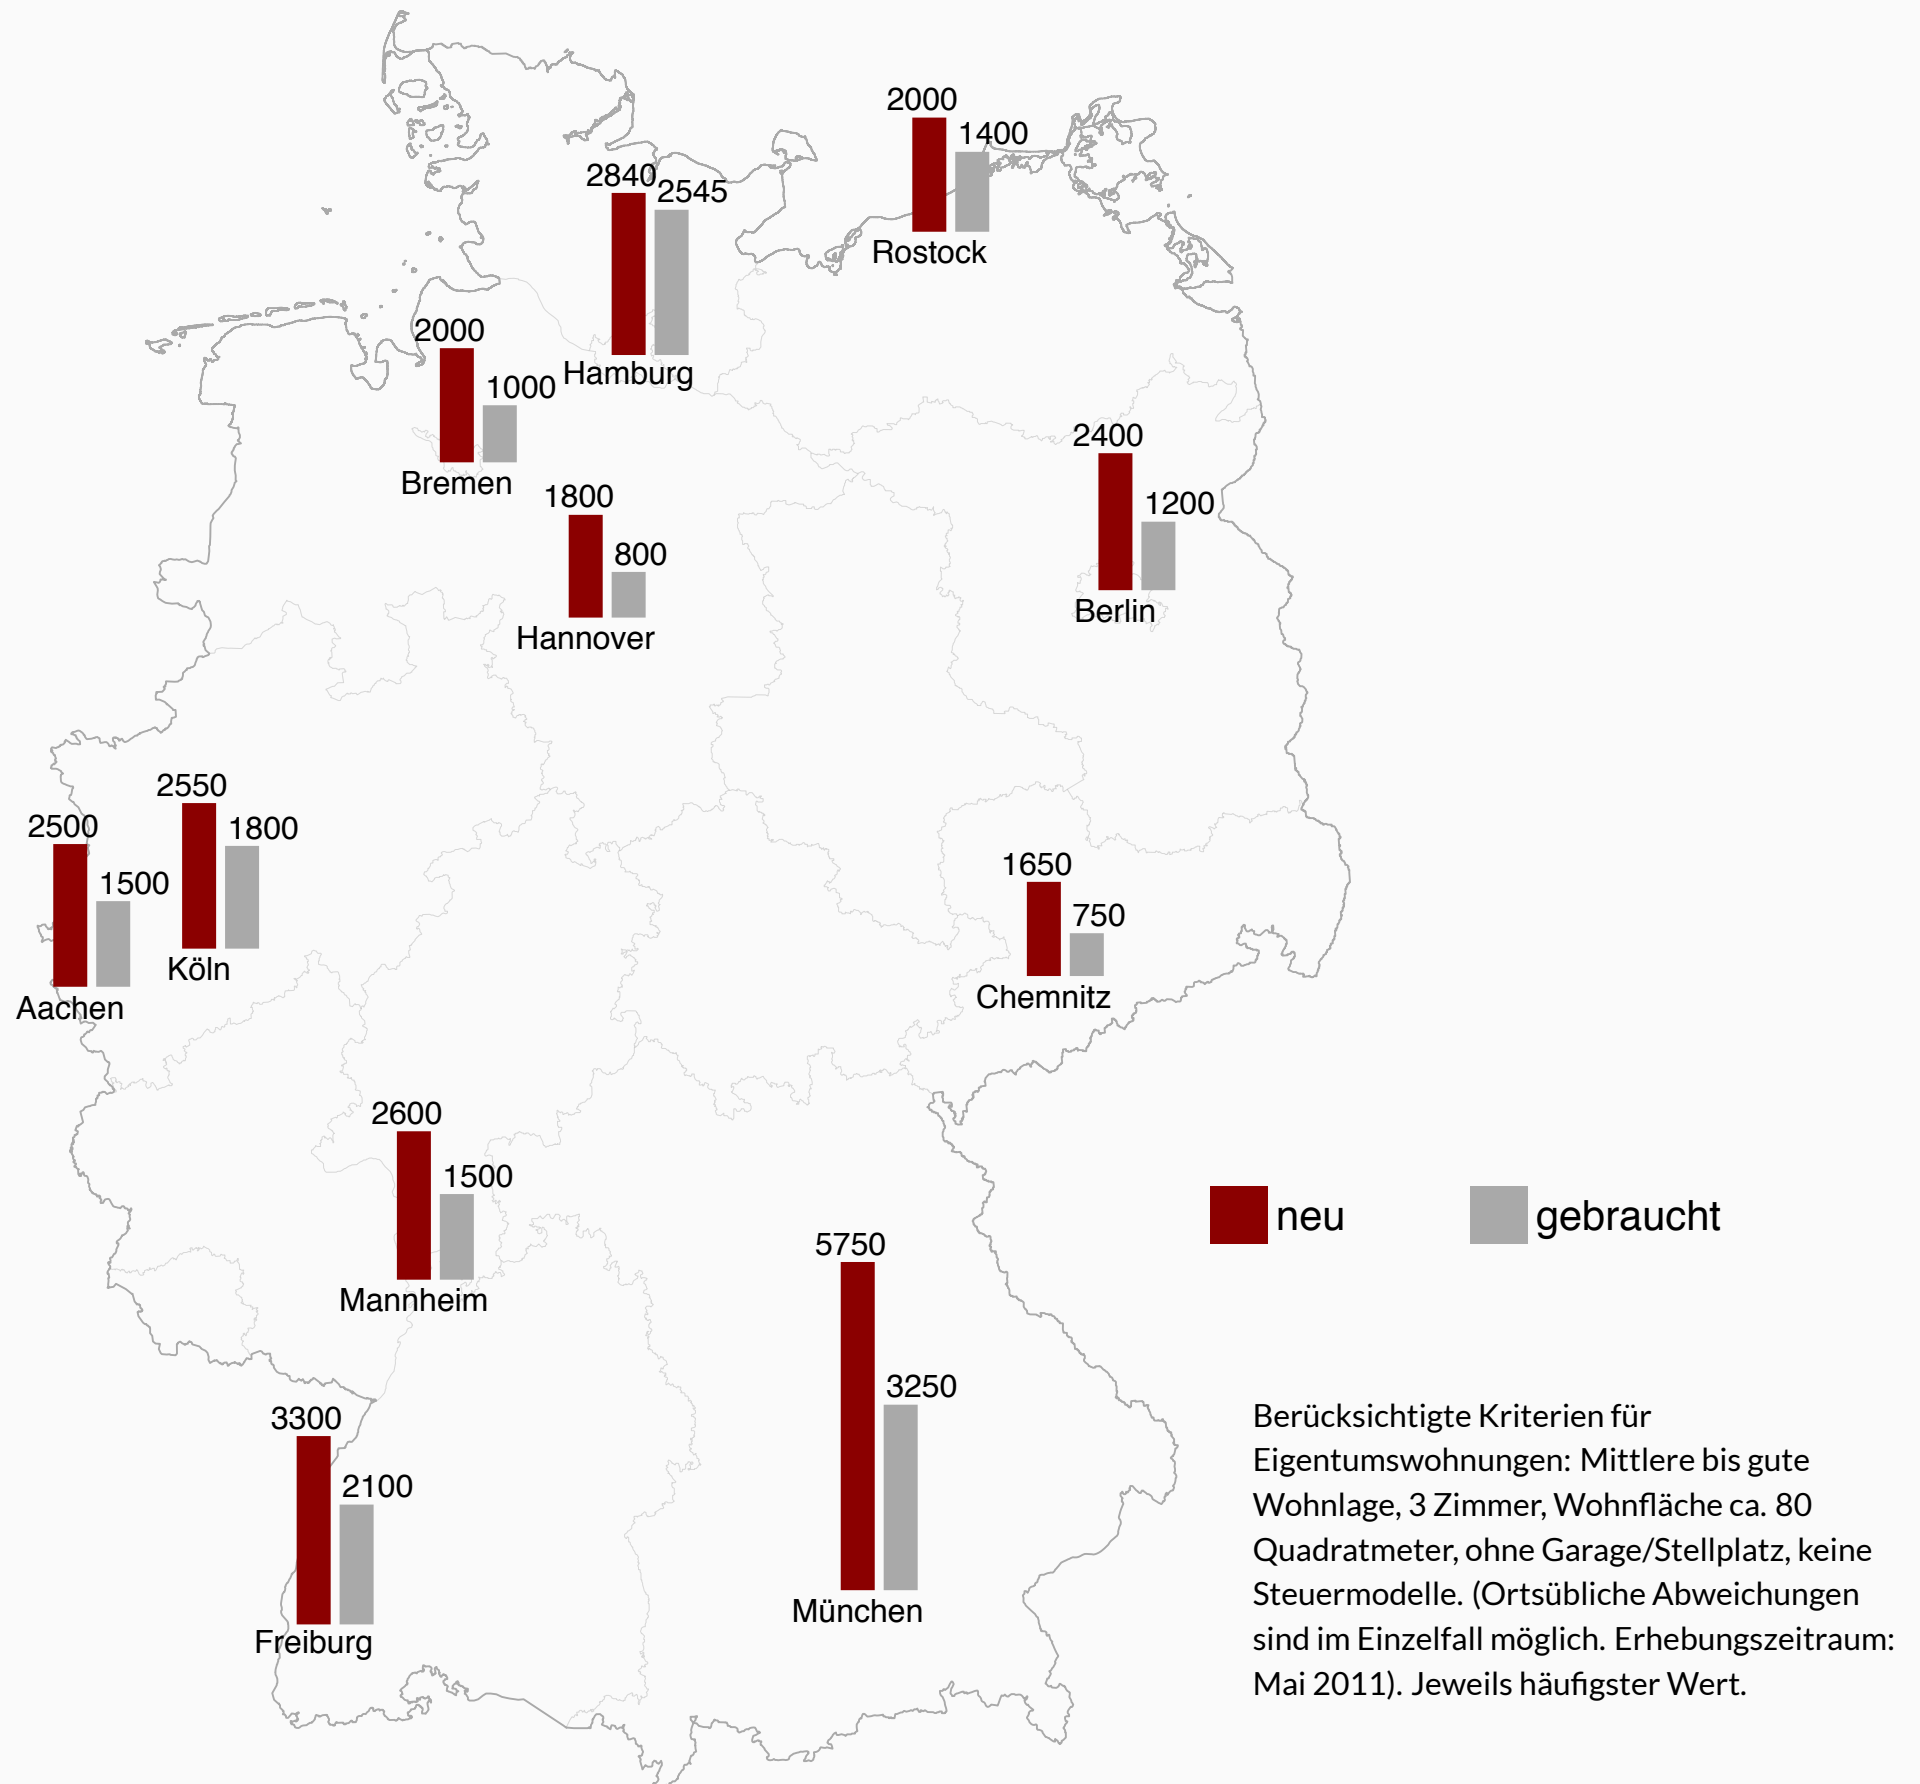 2000
1400
Rostock
2840
2545
Hamburg
2000
1000
Bremen
1800
800
Hannover
2400
1200
Berlin
2550
1800
Köln
2500
1500
Aachen
1650
750
Chemnitz
2600
1500
Mannheim
5750
3250
München
3300
2100
Freiburg
neu
gebraucht
Berücksichtigte Kriterien für
Eigentumswohnungen: Mittlere bis gute
Wohnlage, 3 Zimmer, Wohnfläche ca. 80
Quadratmeter, ohne Garage/Stellplatz, keine
Steuermodelle. (Ortsübliche Abweichungen
sind im Einzelfall möglich. Erhebungszeitraum:
Mai 2011). Jeweils häufigster Wert.